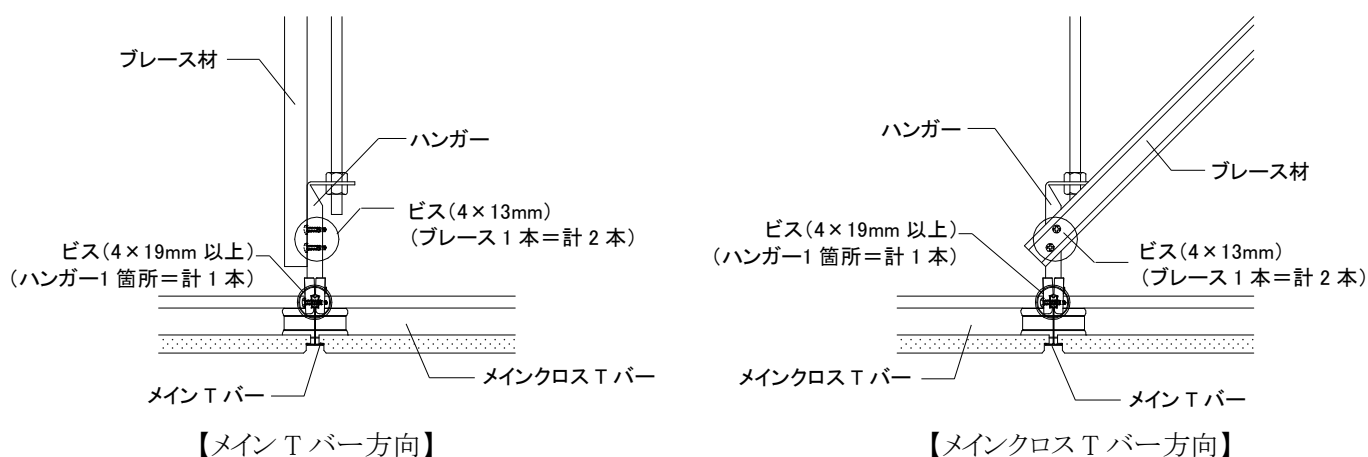 ブレース材
ハンガー
ビス(4×13mm)
(ブレース1本=計2本)
ビス(4×19mm 以上)
(ハンガー1箇所=計1本)
メインクロス T バー
メイン T バー
【メイン T バー方向】
ハンガー
ブレース材
ビス(4×19mm 以上)
(ハンガー1箇所=計1本)
ビス(4×13mm)
(ブレース1本=計2本)
メインクロス T バー
メイン T バー
【メインクロス T バー方向】